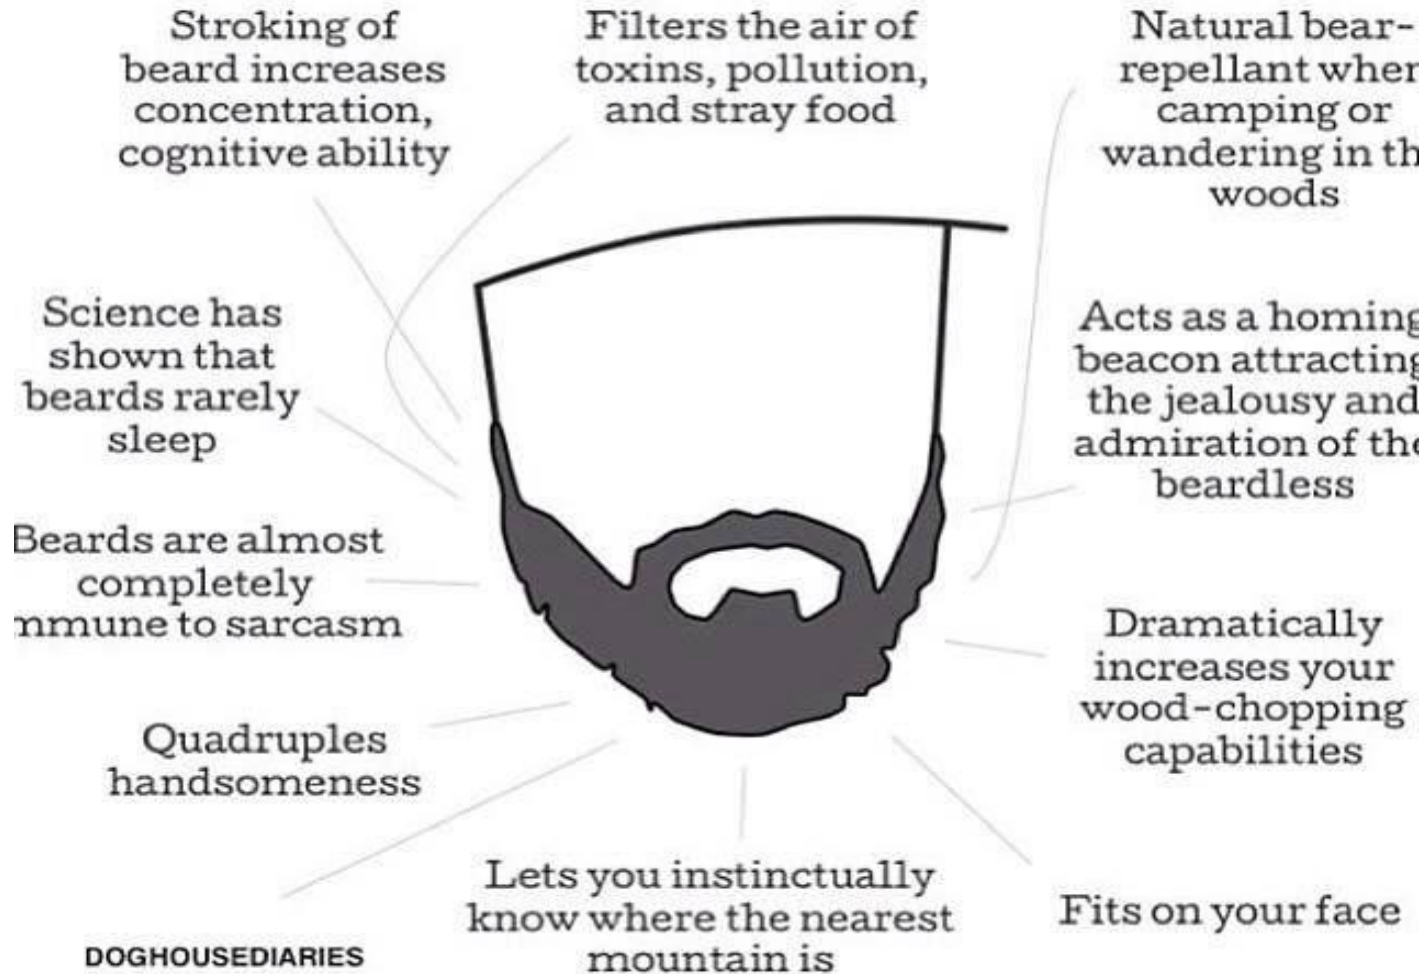 Stroking of
beard increases
concentration,
cognitive ability
Filters the air of
toxins, pollution,
and stray food
Natural bear-
repellant when
camping or
wandering in th
woods
Science has
shown that
beards rarely
sleep
Acts as a homing
beacon attracting
the jealousy and
admiration of the
beardless
Beards are almost
completely
mmune to sarcasm
Dramatically
increases your
wood-chopping
capabilities
Quadruples
handsomeness
Lets you instinctually
know where the nearest
mountain is
Fits on your face
DOGHOUSEDIARIES